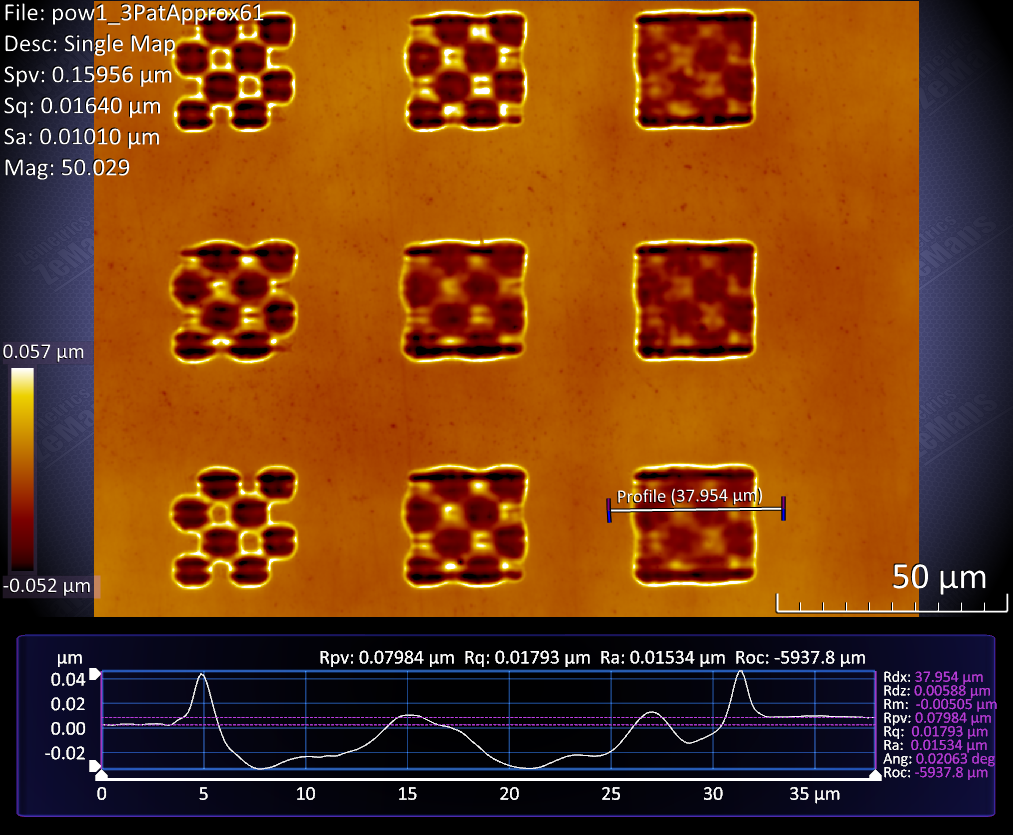 File: pow1_3PatApprox61
Desc: Single Map
Spv: 0.15956 µm
Sq: 0.01640 µm
Sa: 0.01010 µm
Mag: 50.029
0.057 µm
-0.052 µm
Profile (37.954 µm)
50 µm
µm
Rpv: 0.07984 µm Rq: 0.01793 µm Ra: 0.01534 µm Roc: -5937.8 µm
0.04
0.02
0.00
-0.02
0 5 10 15 20 25 30 35 µm
Rdx: 37.954 µm
Rdz: 0.00588 µm
Rm: -0.00505 µm
Rpv: 0.07984 µm
Rq: 0.01793 µm
Ra: 0.01534 µm
Ang: 0.02063 deg
Roc: -5937.8 µm
ZeMaps
ZeMaps